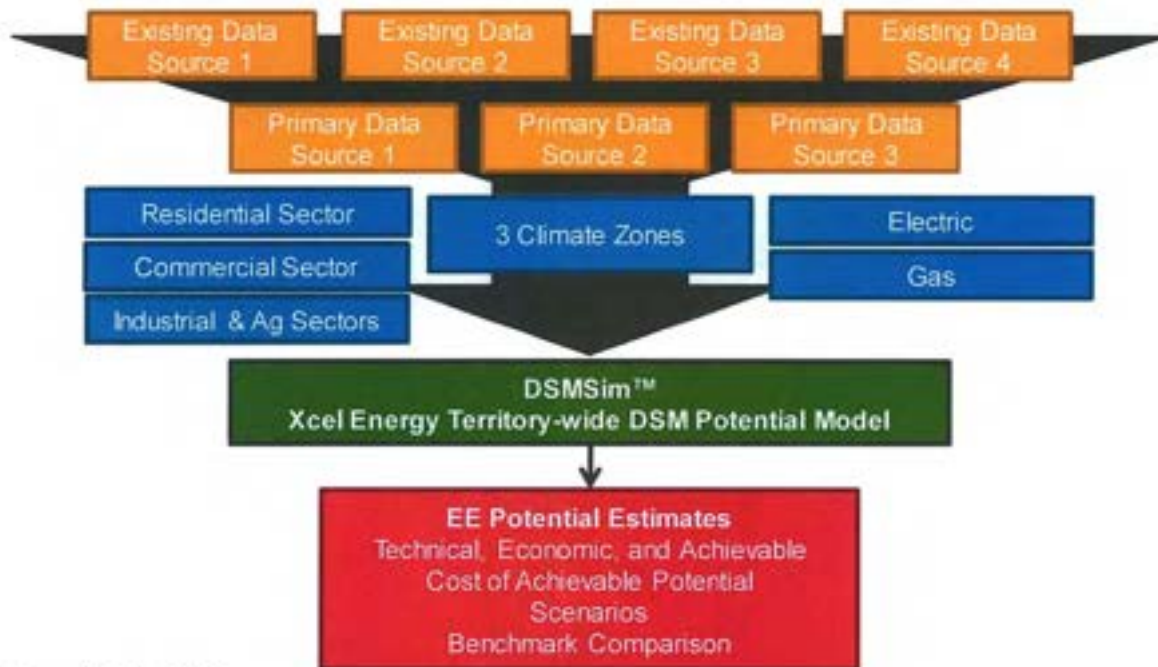 Existing Data
Source 1
Existing Data
Source 2
Existing Data
Source 3
Existing Data
Source 4
Primary Data
Source 1
Primary Data
Source 2
Primary Data
Source 3
Residential Sector
Commercial Sector
Industrial & Ag Sectors
3 Climate Zones
Electric
Gas
DSMSim™
Xcel Energy Territory-wide DSM Potential Model
EE Potential Estimates
Technical, Economic, and Achievable
Cost of Achievable Potential
Scenarios
Benchmark Comparison